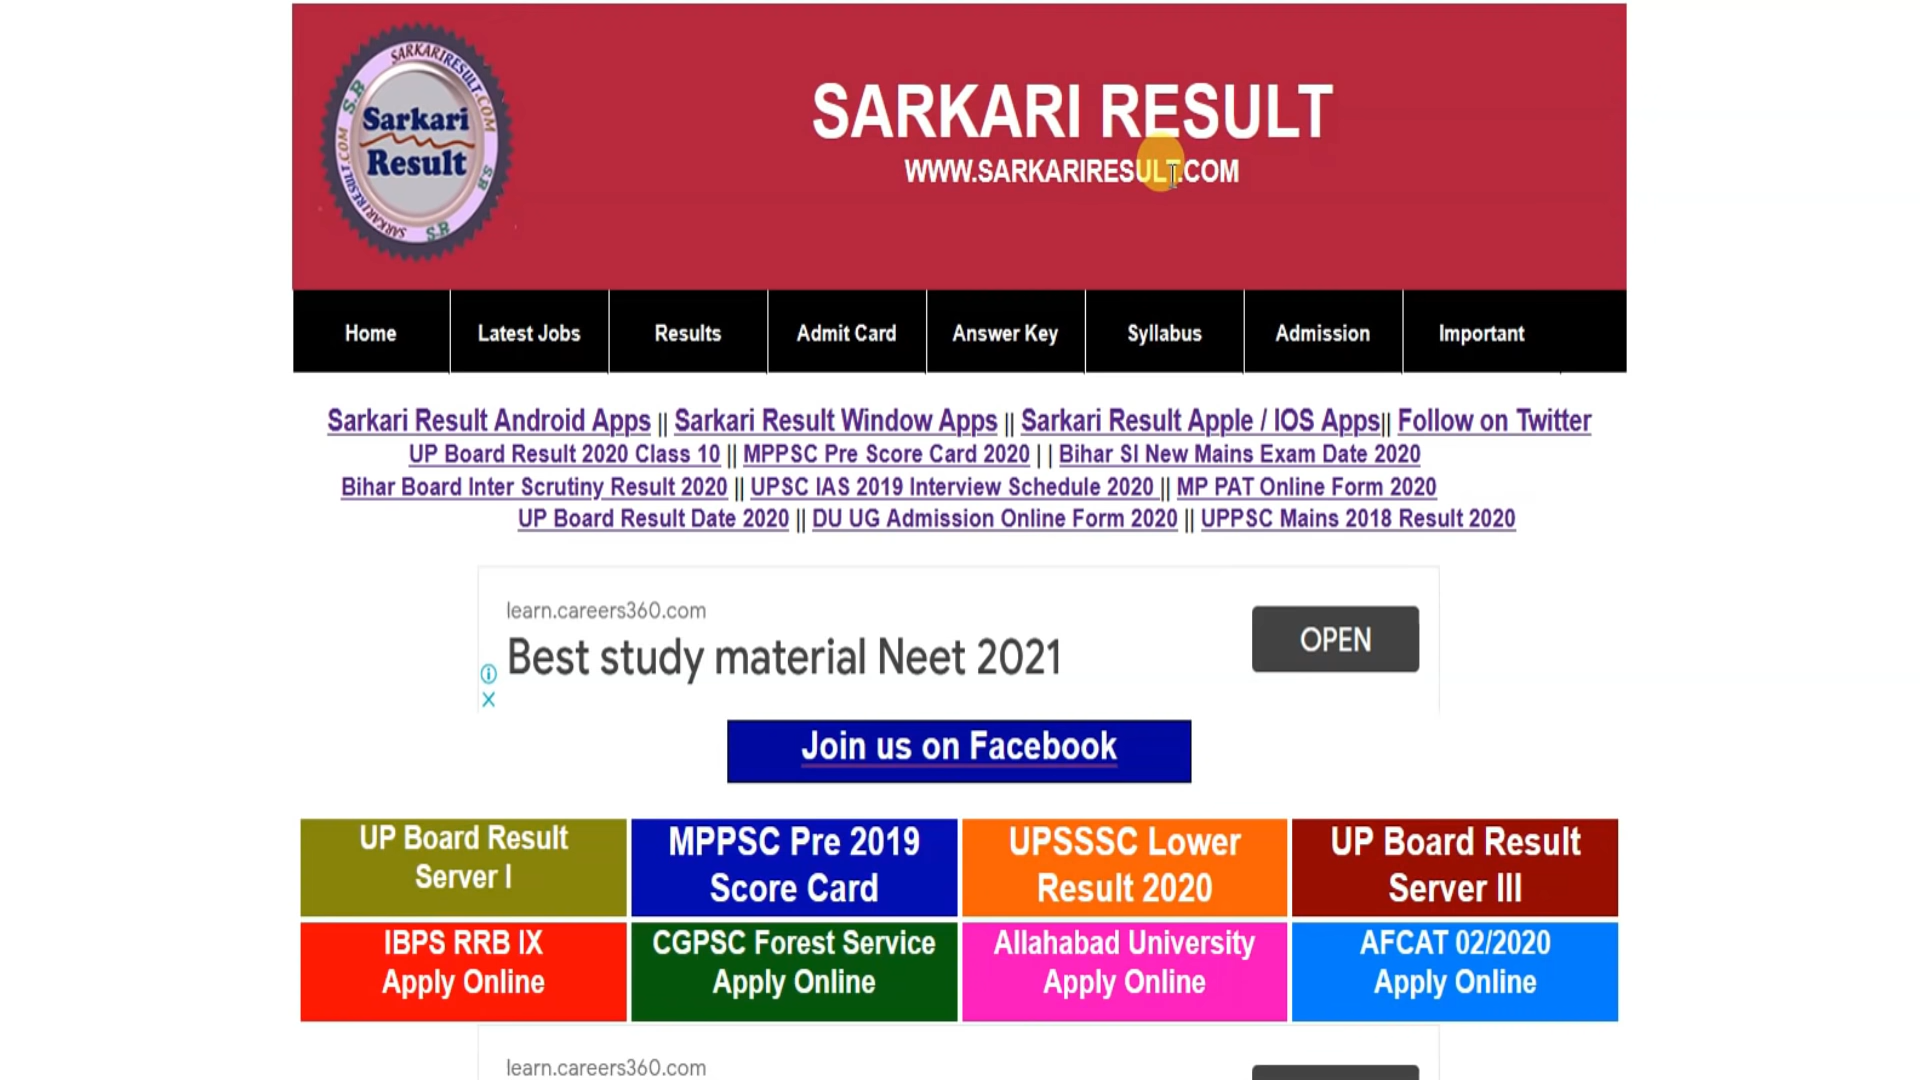 SARKARIRESULT.COM
S.R
Sarkari
Result
SARKARIRESULT.COM
S.R
S.R
SARKARI RESULT
WWW.SARKARIRESULT.COM
Home Latest Jobs Results Admit Card Answer Key Syllabus Admission Important
Sarkari Result Android Apps || Sarkari Result Window Apps || Sarkari Result Apple / IOS Apps|| Follow on Twitter
UP Board Result 2020 Class 10 || MPPSC Pre Score Card 2020 | | Bihar SI New Mains Exam Date 2020
Bihar Board Inter Scrutiny Result 2020 || UPSC IAS 2019 Interview Schedule 2020 || MP PAT Online Form 2020
UP Board Result Date 2020 || DU UG Admission Online Form 2020 || UPPSC Mains 2018 Result 2020
learn.careers360.com
Best study material Neet 2021
OPEN
Join us on Facebook
UP Board Result
Server I
MPPSC Pre 2019
Score Card
UPSSSC Lower
Result 2020
UP Board Result
Server III
IBPS RRB IX
Apply Online
CGPSC Forest Service
Apply Online
Allahabad University
Apply Online
AFCAT 02/2020
Apply Online
learn.careers360.com